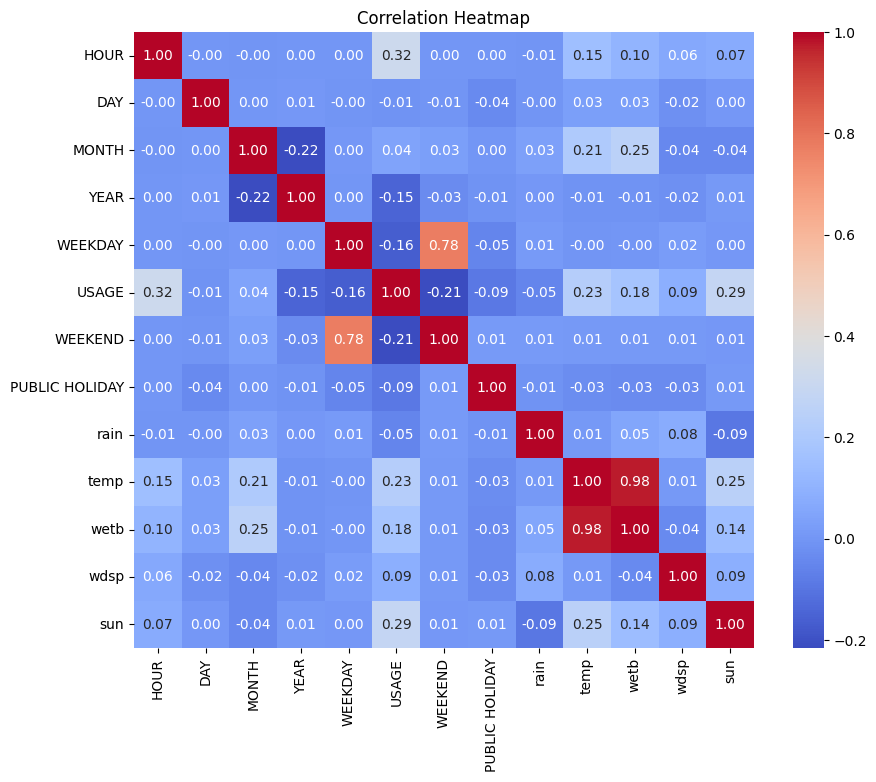 Correlation Heatmap
HOUR 1.00 -0.00 -0.00 0.00 0.00 0.32 0.00 0.00 -0.01 0.15 0.10 0.06 0.07
DAY -0.00 1.00 0.00 0.01 -0.00 -0.01 -0.01 -0.04 -0.00 0.03 0.03 -0.02 0.00
MONTH -0.00 0.00 1.00 -0.22 0.00 0.04 0.03 0.00 0.03 0.21 0.25 -0.04 -0.04
YEAR 0.00 0.01 -0.22 1.00 0.00 -0.15 -0.03 -0.01 0.00 -0.01 -0.01 -0.02 0.01
WEEKDAY 0.00 -0.00 0.00 0.00 1.00 -0.16 0.78 -0.05 0.01 -0.00 -0.00 0.02 0.00
USAGE 0.32 -0.01 0.04 -0.15 -0.16 1.00 -0.21 -0.09 -0.05 0.23 0.18 0.09 0.29
WEEKEND 0.00 -0.01 0.03 -0.03 0.78 -0.21 1.00 0.01 0.01 0.01 0.01 0.01 0.01
PUBLIC HOLIDAY 0.00 -0.04 0.00 -0.01 -0.05 -0.09 0.01 1.00 -0.01 -0.03 -0.03 -0.03 0.01
rain -0.01 -0.00 0.03 0.00 0.01 -0.05 0.01 -0.01 1.00 0.01 0.05 0.08 -0.09
temp 0.15 0.03 0.21 -0.01 -0.00 0.23 0.01 -0.03 0.01 1.00 0.98 0.01 0.25
wetb 0.10 0.03 0.25 -0.01 -0.00 0.18 0.01 -0.03 0.05 0.98 1.00 -0.04 0.14
wdsp 0.06 -0.02 -0.04 -0.02 0.02 0.09 0.01 -0.03 0.08 0.01 -0.04 1.00 0.09
sun 0.07 0.00 -0.04 0.01 0.00 0.29 0.01 0.01 -0.09 0.25 0.14 0.09 1.00
HOUR DAY MONTH YEAR WEEKDAY USAGE WEEKEND PUBLIC HOLIDAY rain temp wetb wdsp sun
1.0
0.8
0.6
0.4
0.2
0.0
−0.2